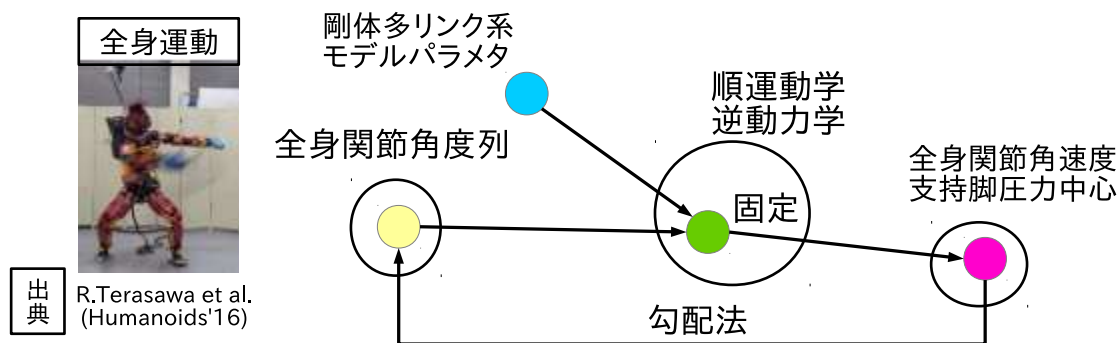 全身運動
出典
R.Terasawa et al.
(Humanoids'16)
剛体多リンク系
モデルパラメタ
全身関節角度列
順運動学
逆動力学
固定
全身関節角速度
支持脚圧力中心
勾配法